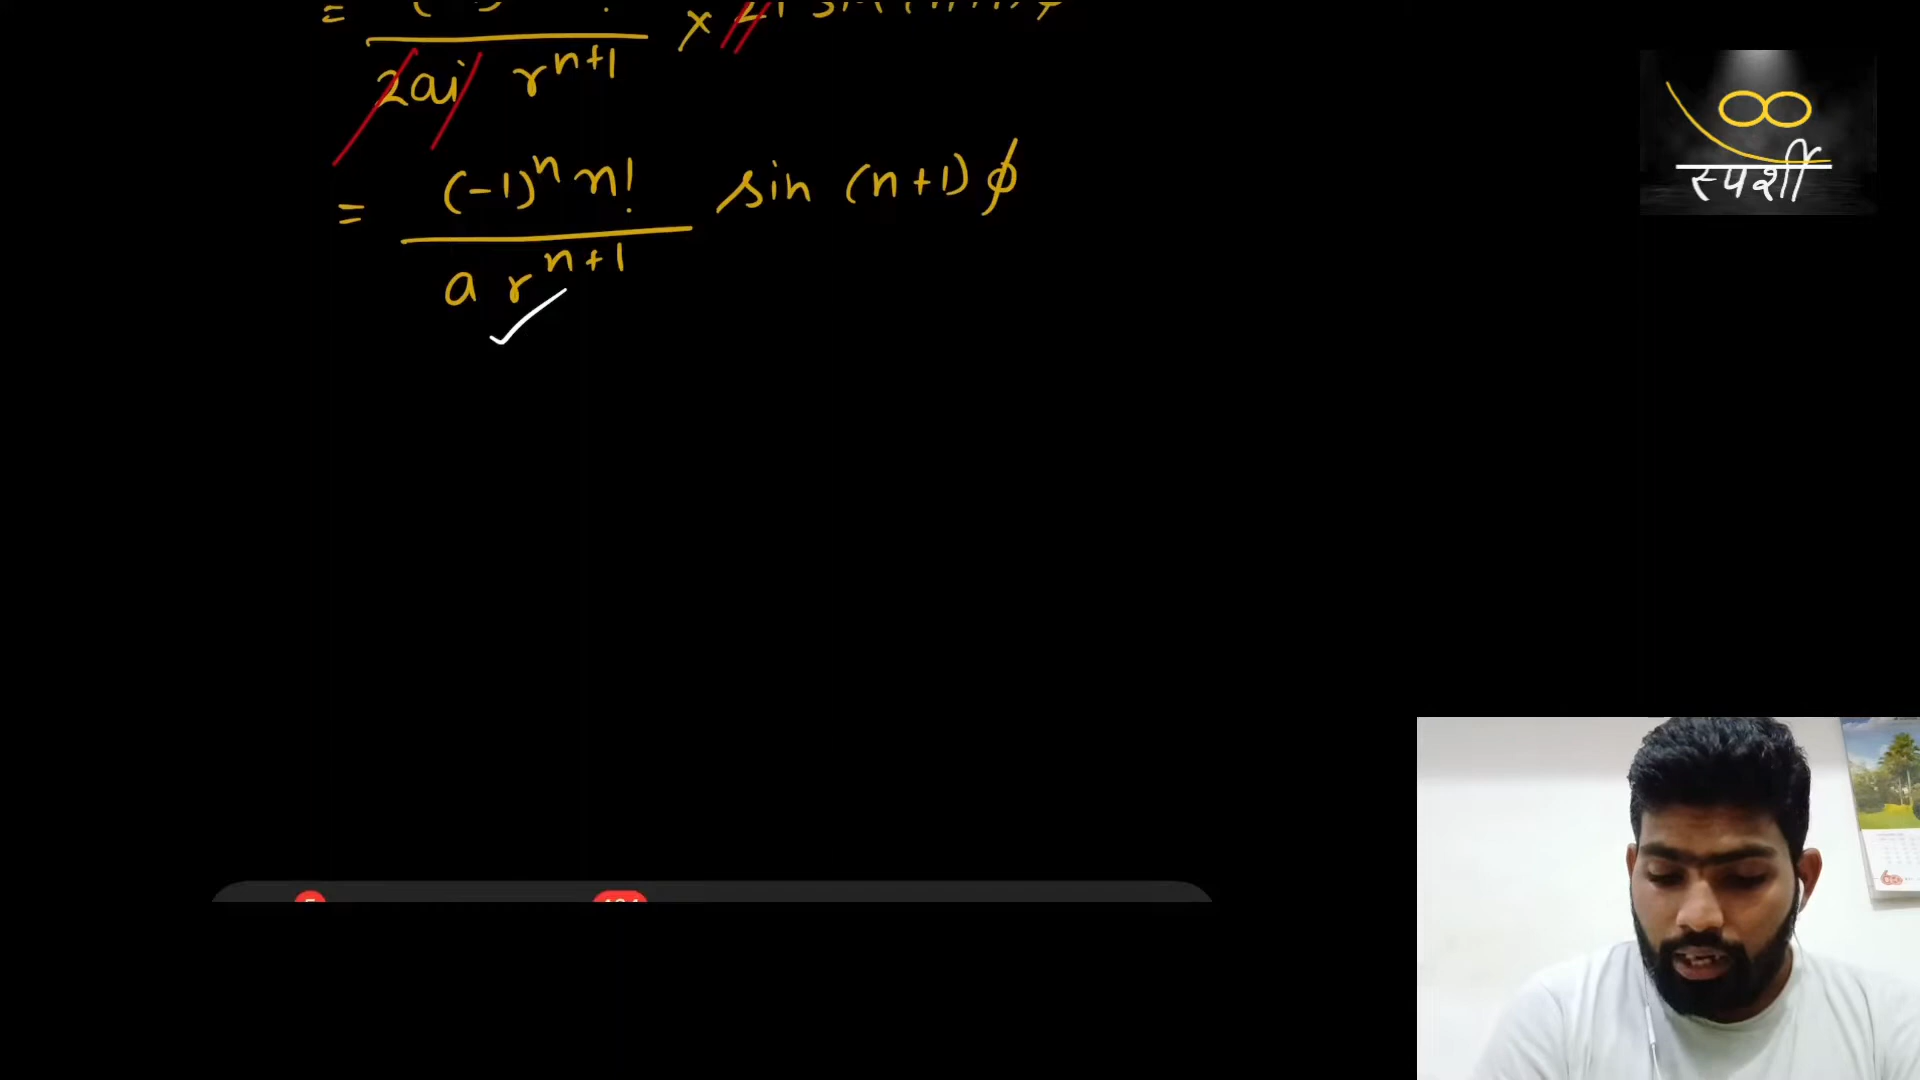 =
2ai r^{n+1} ×
= (-1)^n n! / a r^{n+1} sin (n+1) ϕ
∞
स्पर्शी